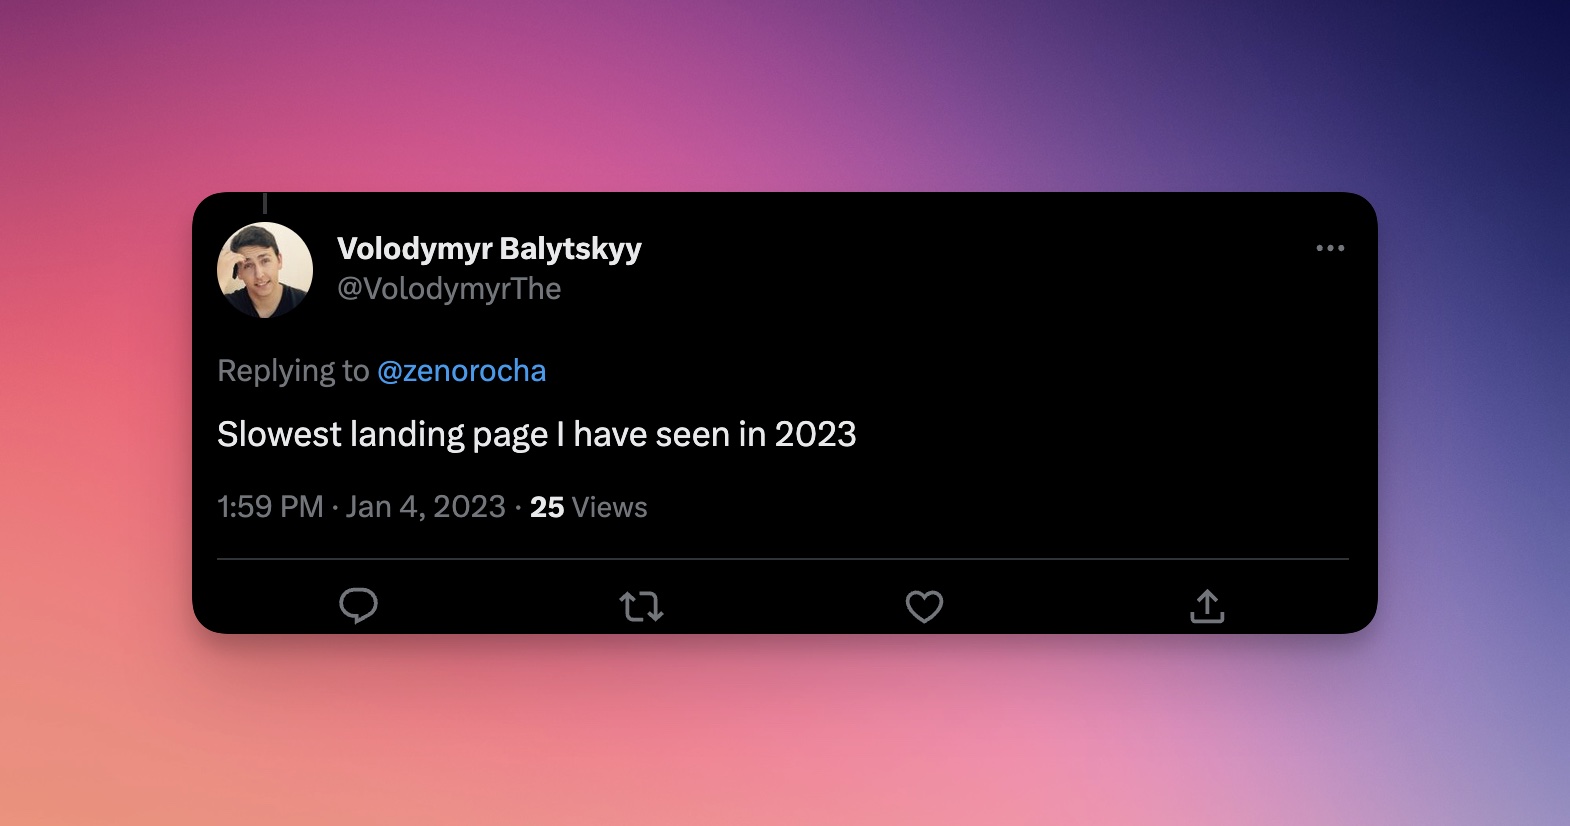 Volodymyr Balytskyy
@VolodymyrThe
Replying to @zenorocha
Slowest landing page I have seen in 2023
1:59 PM · Jan 4, 2023 · 25 Views